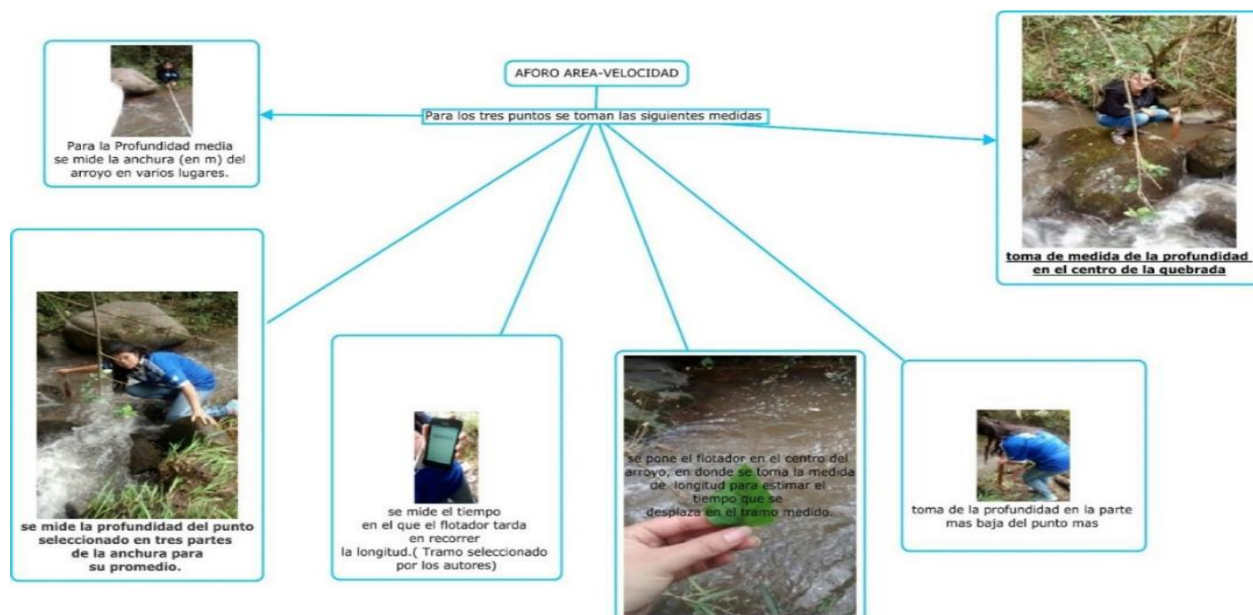 AFORO AREA-VELOCIDAD
Para los tres puntos se toman las siguientes medidas
Para la Profundidad media
se mide la anchura (en m) del
arroyo en varios lugares.
toma de medida de la profundidad
en el centro de la quebrada
se mide la profundidad del punto
seleccionado en tres partes
de la anchura para
su promedio.
se mide el tiempo
en el que el flotador tarda
en recorrer
la longitud.( Tramo seleccionado
por los autores)
se pone el flotador en el centro del
arroyo, en donde se toma la medida
de longitud para estimar el
tiempo que se
desplaza en el tramo medido.
toma de la profundidad en la parte
mas baja del punto mas